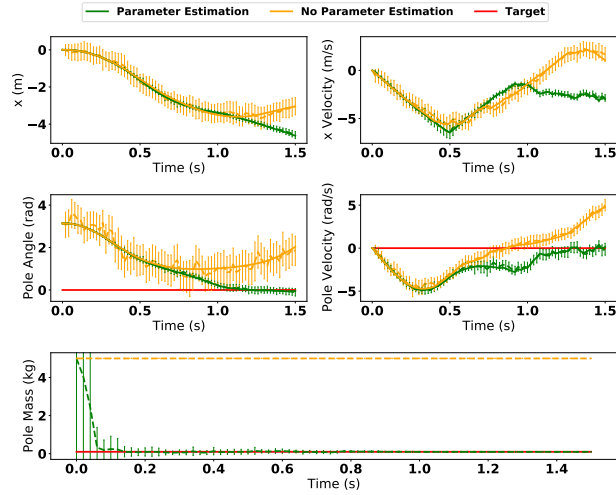 Parameter Estimation No Parameter Estimation Target
x (m)
0
−2
−4
0.0 0.5 1.0 1.5
Time (s)
x Velocity (m/s)
0
−5
0.0 0.5 1.0 1.5
Time (s)
Pole Angle (rad)
4
2
0
0.0 0.5 1.0 1.5
Time (s)
Pole Velocity (rad/s)
5
0
−5
0.0 0.5 1.0 1.5
Time (s)
Pole Mass (kg)
4
2
0
0.0 0.2 0.4 0.6 0.8 1.0 1.2 1.4
Time (s)